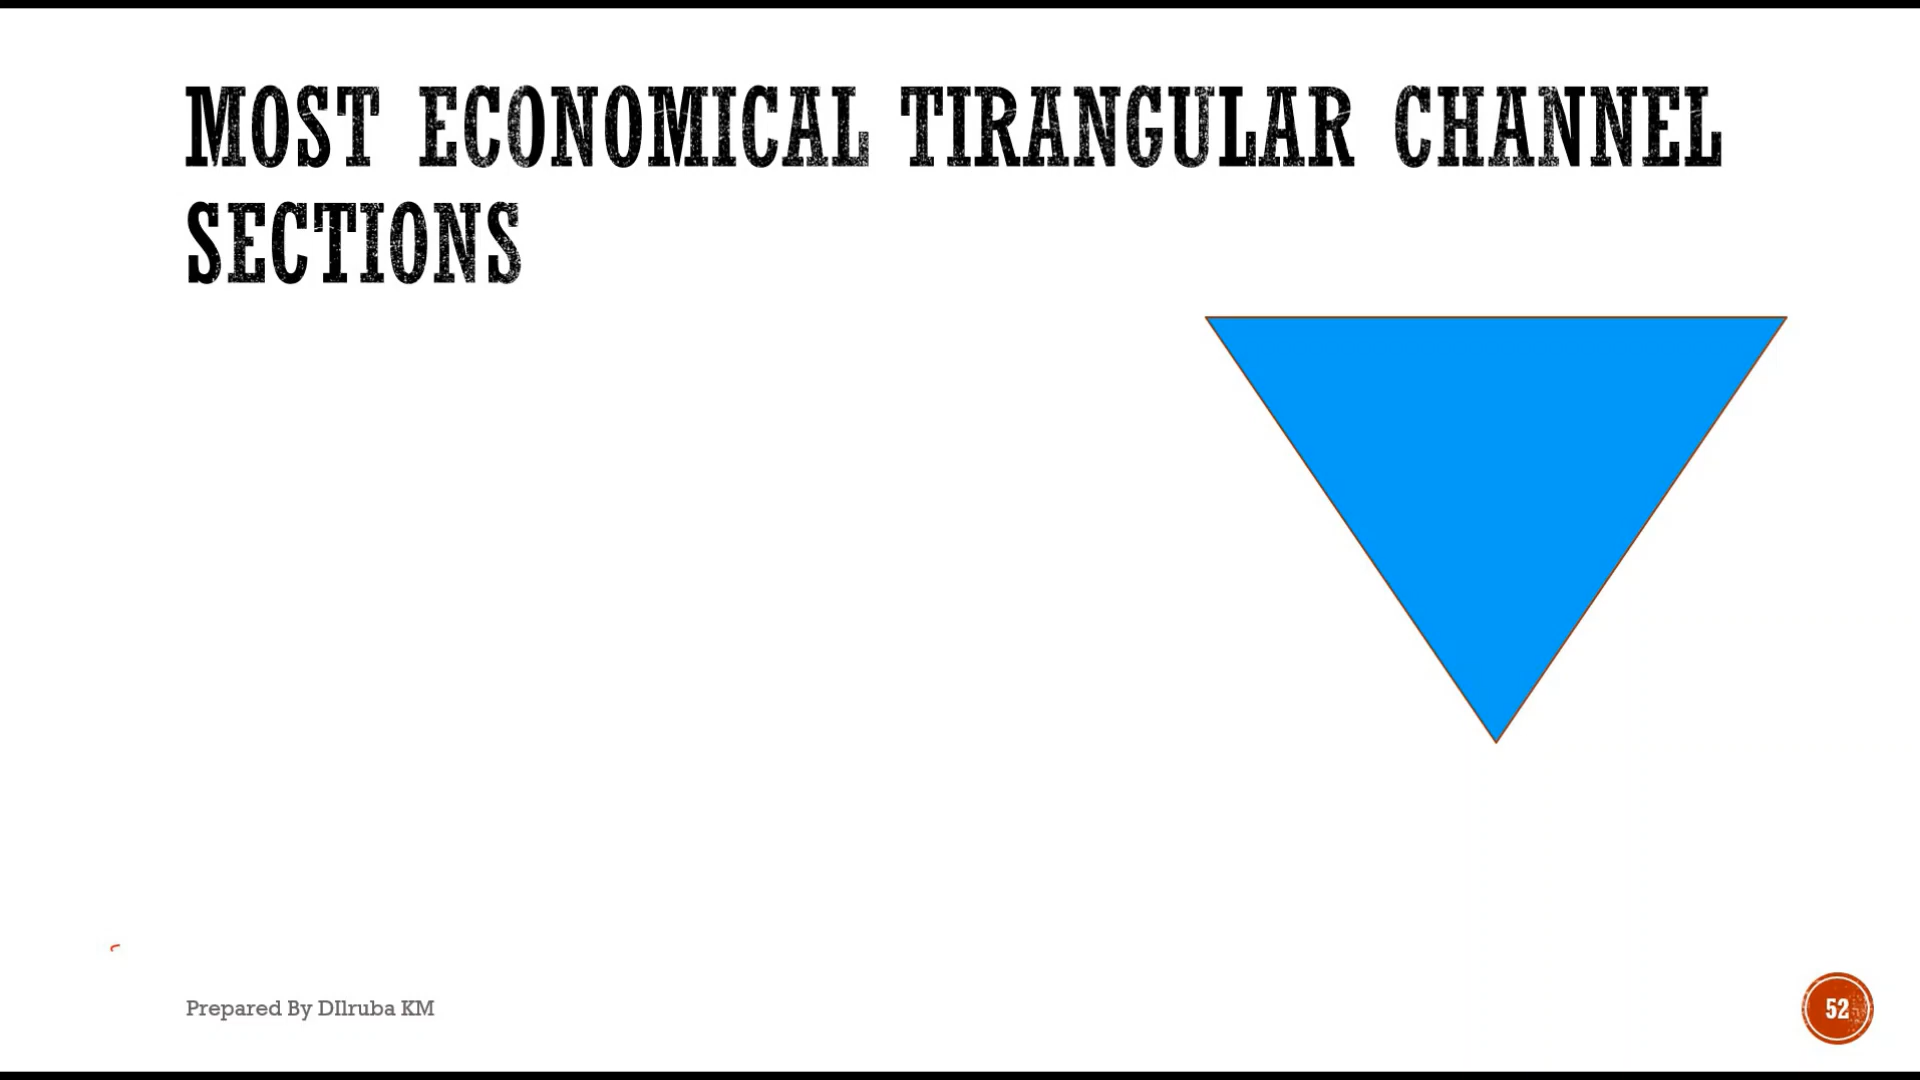 MOST ECONOMICAL TIRANGULAR CHANNEL
SECTIONS
Prepared By DIlruba KM
52